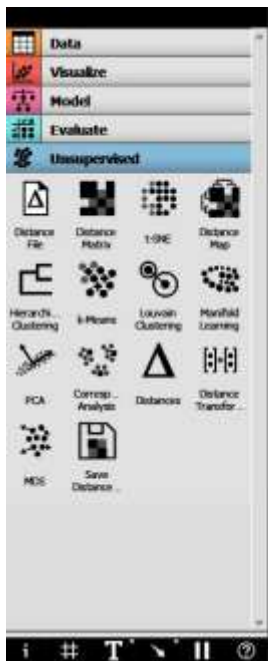 Data
Visualize
Model
Evaluate
Unsupervised
Distance
File
Distance
Matrix
t-SNE
Distance
Map
Hierarchi...
Clustering
k-Means
Louvain
Clustering
Manifold
Learning
PCA
Corresp...
Analysis
Distances
Distance
Transfor...
MDS
Save
Distance ...
i
#
T
?